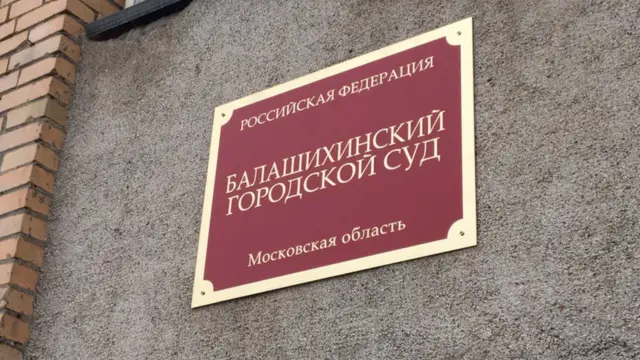 РОССИЙСКАЯ ФЕДЕРАЦИЯ
БАЛАШИХИНСКИЙ
ГОРОДСКОЙ СУД
Московская область